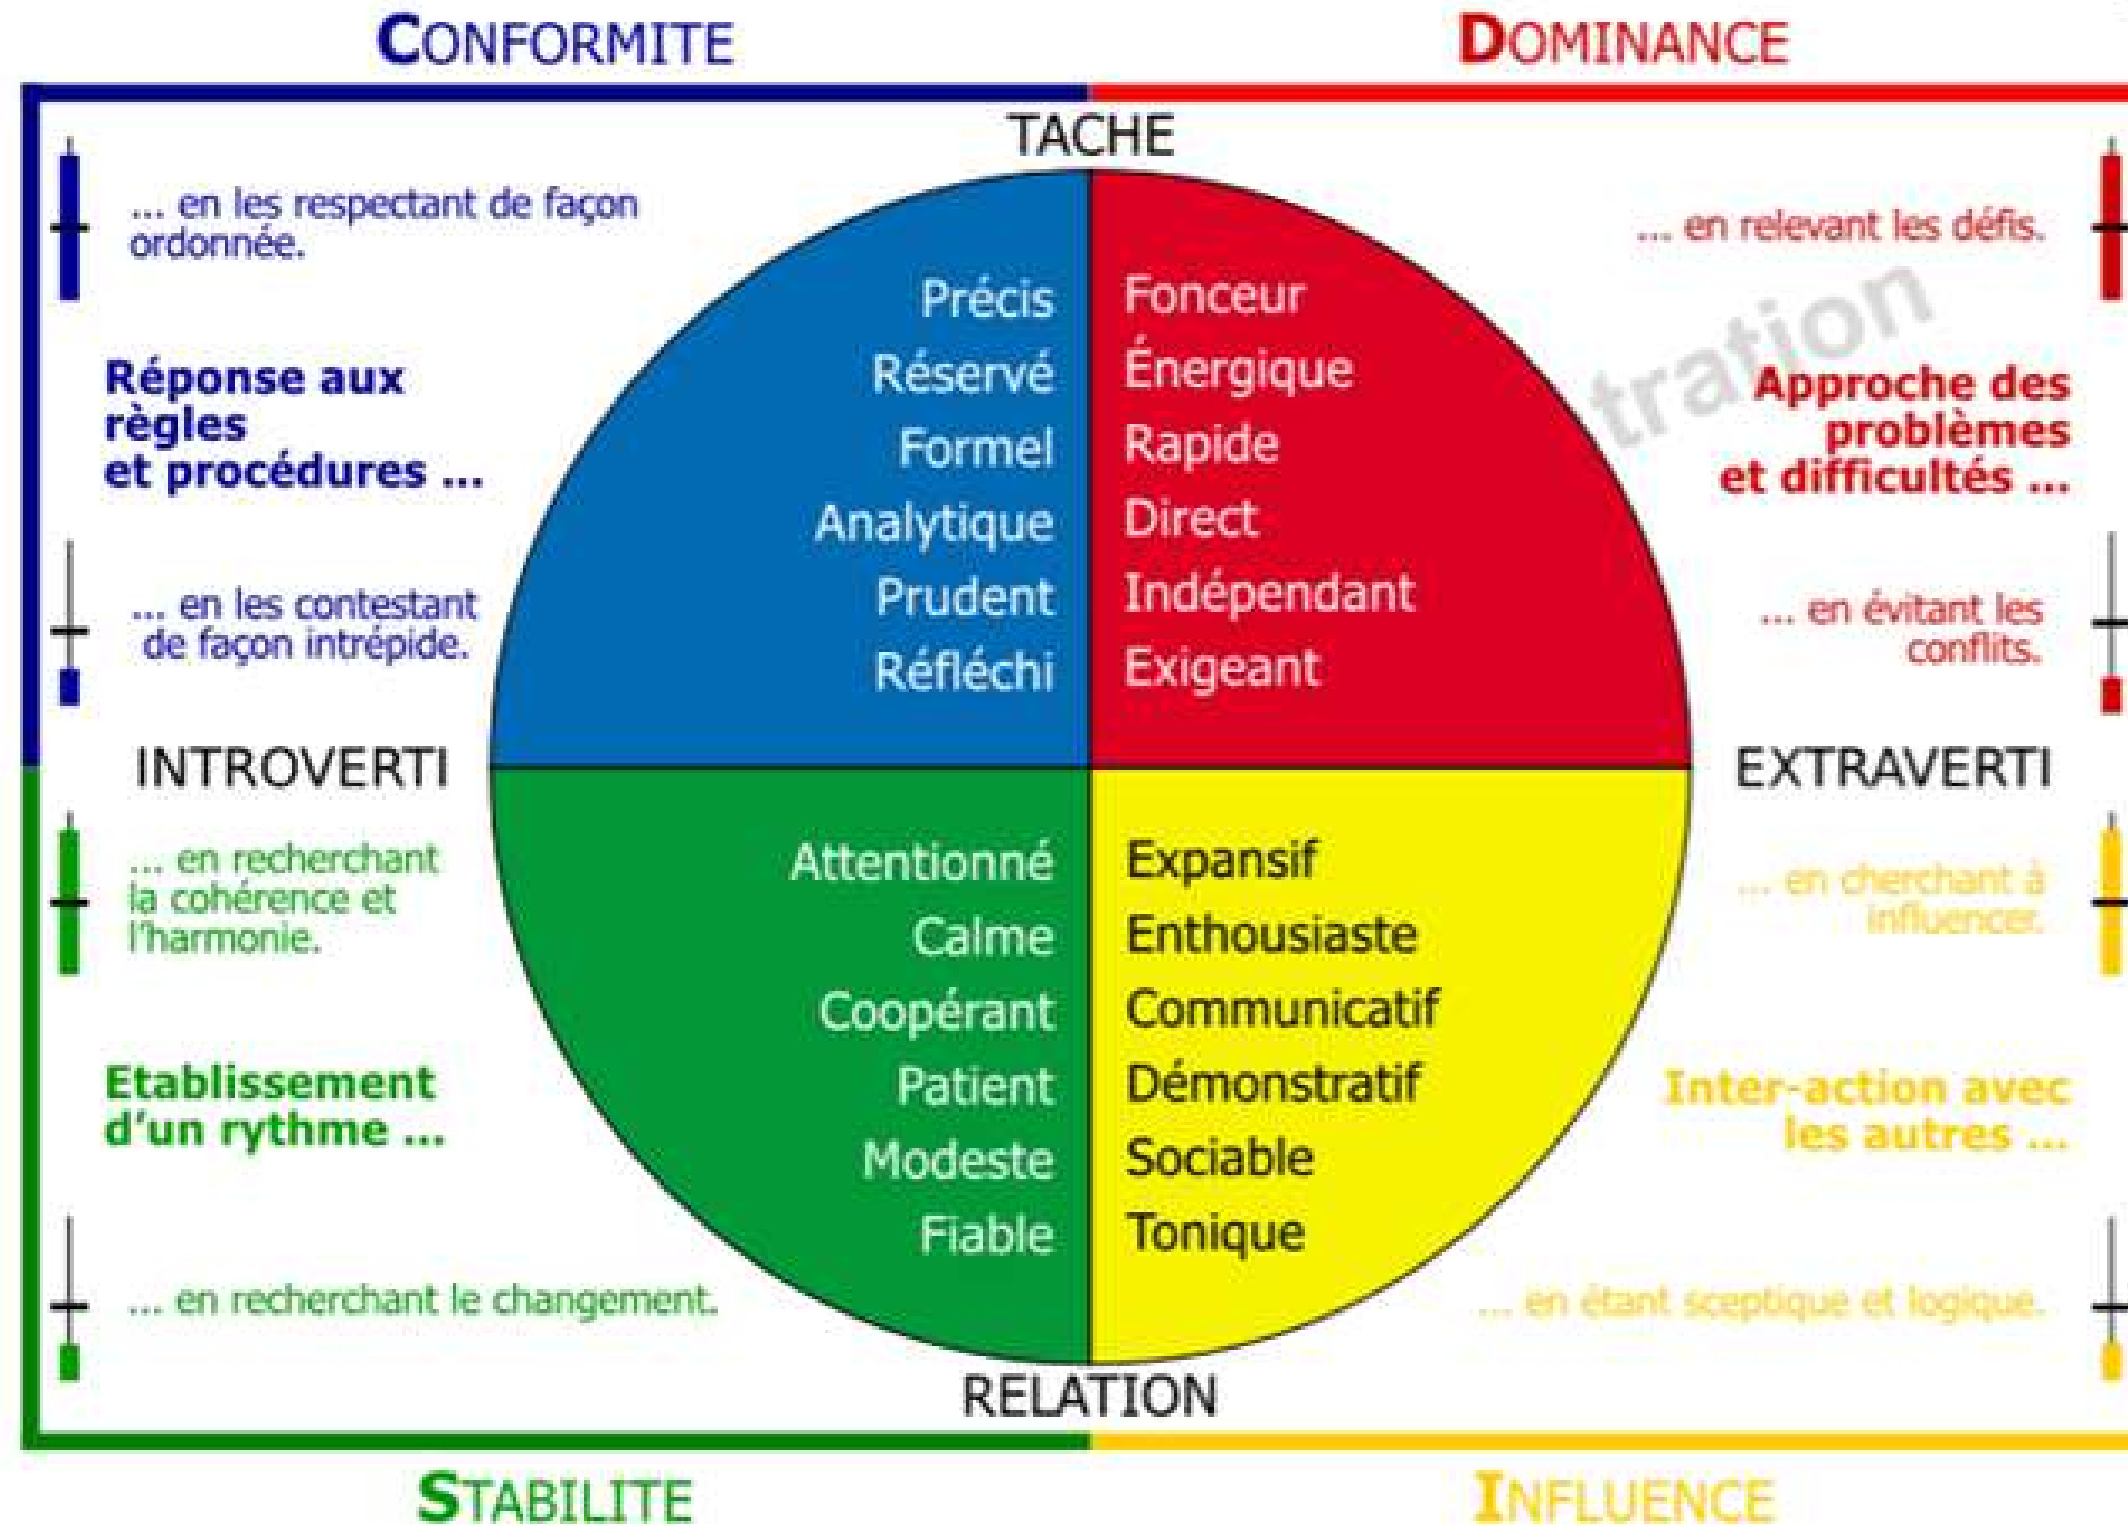 CONFORMITE
DOMINANCE
TACHE
... en les respectant de façon
ordonnée.
... en relevant les défis.
Précis
Réservé
Formel
Analytique
Prudent
Réfléchi
Fonceur
Énergique
Rapide
Direct
Indépendant
Exigeant
tration
Réponse aux
règles
et procédures ...
Approche des
problèmes
et difficultés ...
... en les contestant
de façon intrépide.
... en évitant les
conflits.
INTROVERTI
EXTRAVERTI
... en recherchant
la cohérence et
l'harmonie.
Attentionné
Calme
Coopérant
Patient
Modeste
Fiable
Expansif
Enthousiaste
Communicatif
Démonstratif
Sociable
Tonique
... en cherchant à
influencer.
Etablissement
d'un rythme ...
Inter-action avec
les autres ...
... en recherchant le changement.
... en étant sceptique et logique.
RELATION
STABILITE
INFLUENCE